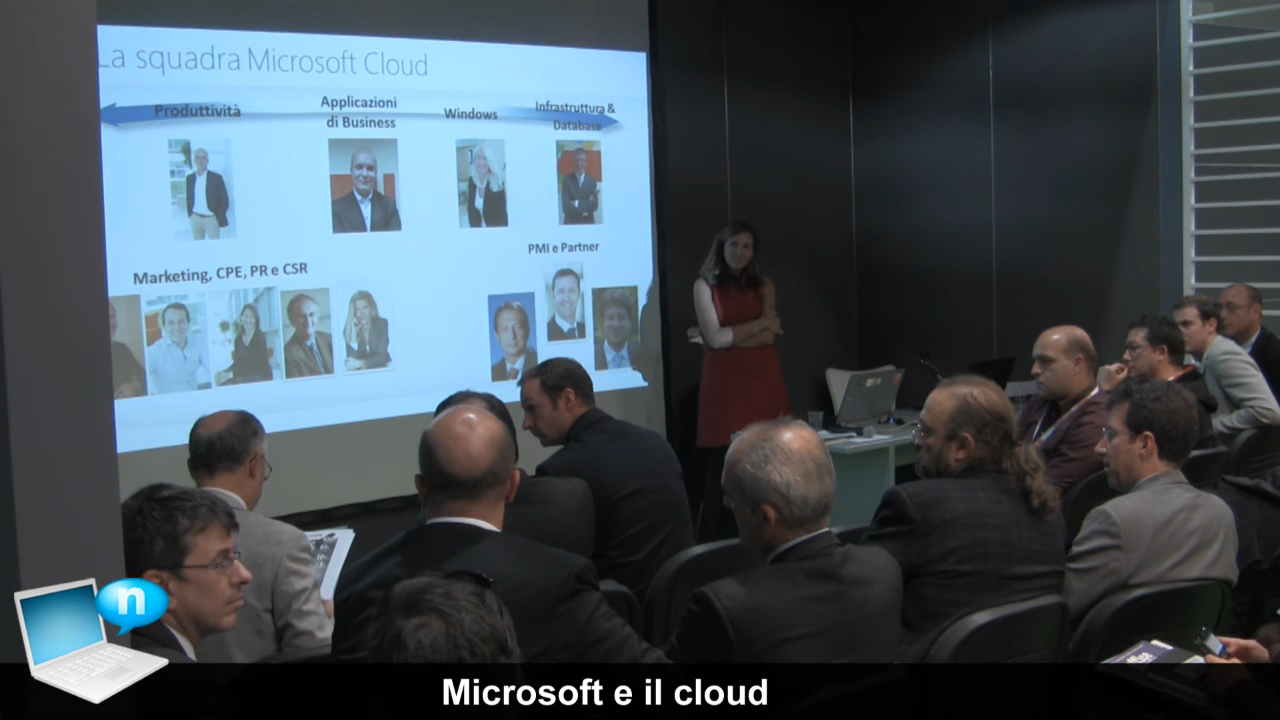 La squadra Microsoft Cloud
Produttività
Applicazioni
di Business
Windows
Infrastruttura &
Database
Marketing, CPE, PR e CSR
PMI e Partner
n
Microsoft e il cloud